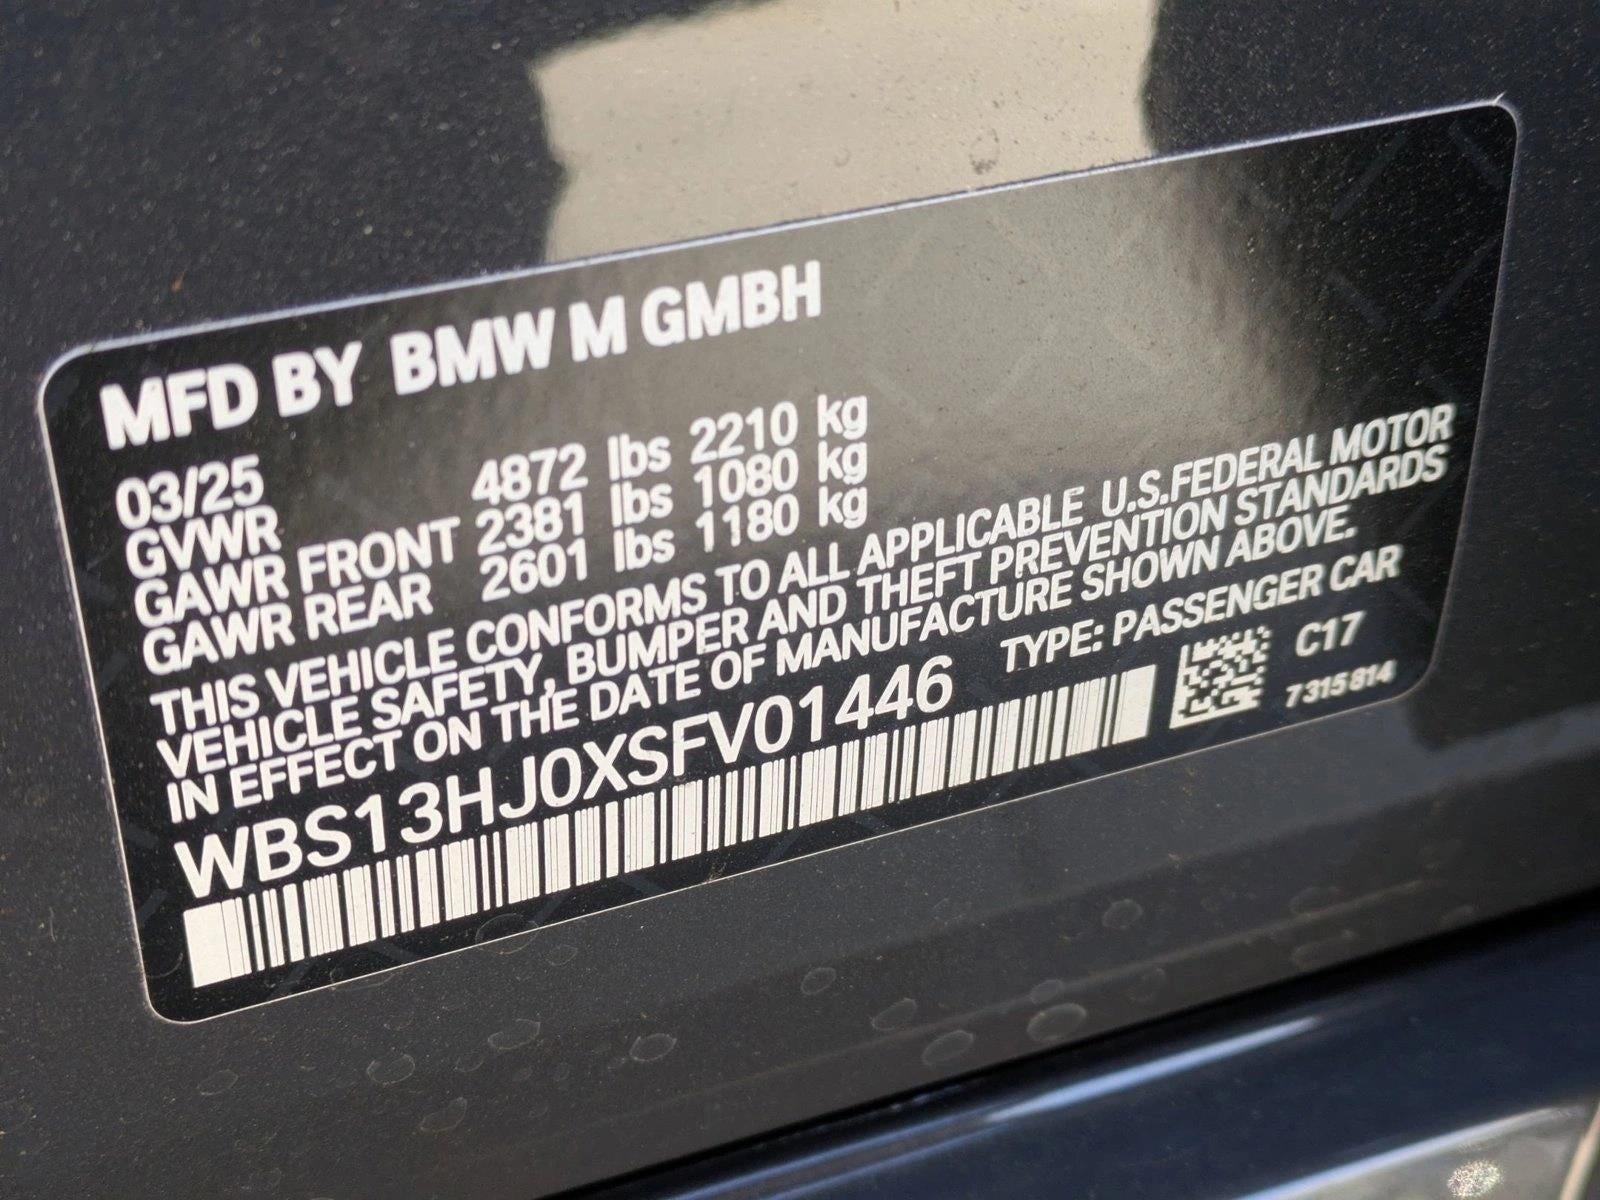 MFD BY BMW M GMBH
03/25
GVWR 4872 lbs 2210 kg
GAWR FRONT 2381 lbs 1080 kg
GAWR REAR 2601 lbs 1180 kg
THIS VEHICLE CONFORMS TO ALL APPLICABLE U.S.FEDERAL MOTOR
VEHICLE SAFETY, BUMPER AND THEFT PREVENTION STANDARDS
IN EFFECT ON THE DATE OF MANUFACTURE SHOWN ABOVE.
WBS13HJ0XSFV01446 TYPE: PASSENGER CAR
C17
7 315 814